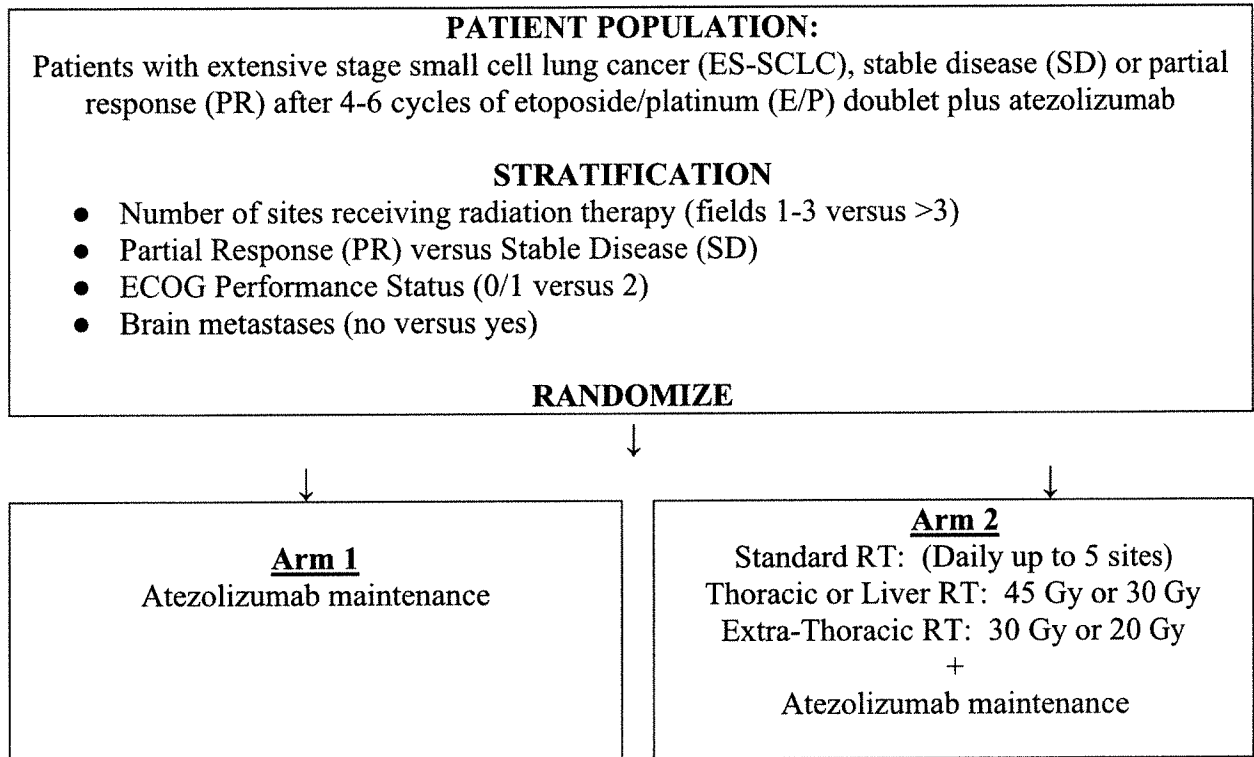 PATIENT POPULATION:
Patients with extensive stage small cell lung cancer (ES-SCLC), stable disease (SD) or partial
response (PR) after 4-6 cycles of etoposide/platinum (E/P) doublet plus atezolizumab
STRATIFICATION
● Number of sites receiving radiation therapy (fields 1-3 versus >3)
● Partial Response (PR) versus Stable Disease (SD)
● ECOG Performance Status (0/1 versus 2)
● Brain metastases (no versus yes)
RANDOMIZE
↓
↓ ↓
Arm 1
Atezolizumab maintenance
Arm 2
Standard RT: (Daily up to 5 sites)
Thoracic or Liver RT: 45 Gy or 30 Gy
Extra-Thoracic RT: 30 Gy or 20 Gy
+
Atezolizumab maintenance